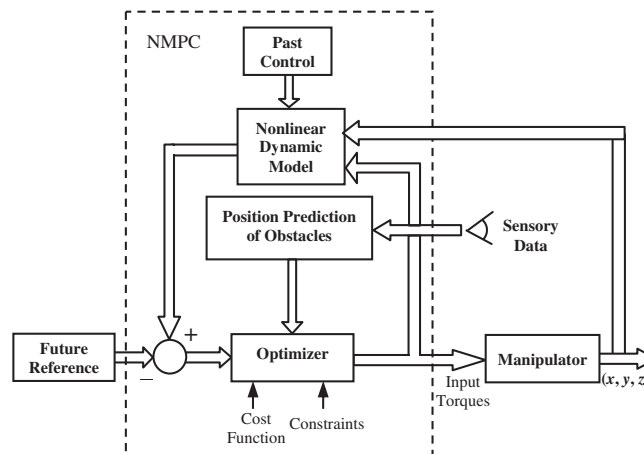 NMPC
Past
Control
Nonlinear
Dynamic
Model
Position Prediction
of Obstacles
Sensory
Data
+
Future
Reference
−
Optimizer
Manipulator
(x, y, z
Input
Torques
Cost
Function
Constraints